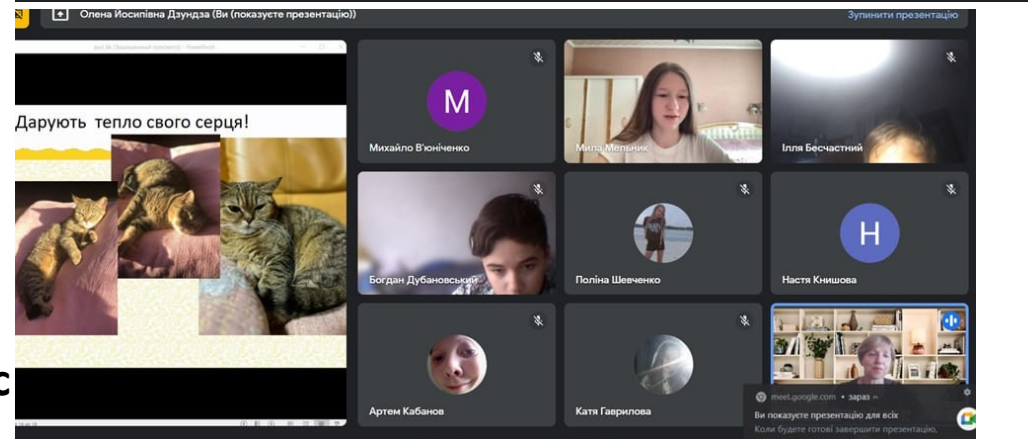 Олена Йосипівна Дзундза (Ви (показуєте презентацію))
Зупинити презентацію
Дарують тепло свого серця!
М
Михайло В'юніченко
Мила Мельник
Ілля Бесчастний
Богдан Дубановський
Поліна Шевченко
Н
Настя Книшова
Артем Кабанов
Катя Гаврилова
meet.google.com • зараз
Ви показуєте презентацію для всіх
Коли будете готові завершити презентацію,
с